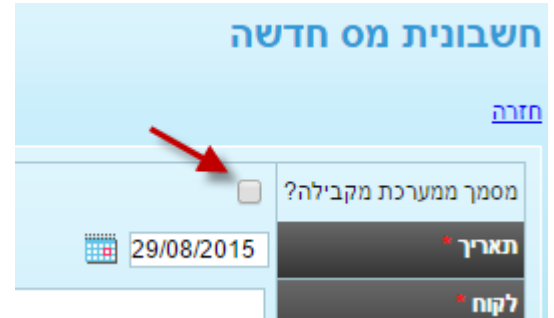 חשבונית מס חדשה
חזרה
מסמך ממערכת מקבילה?
תאריך *
29/08/2015
לקוח *